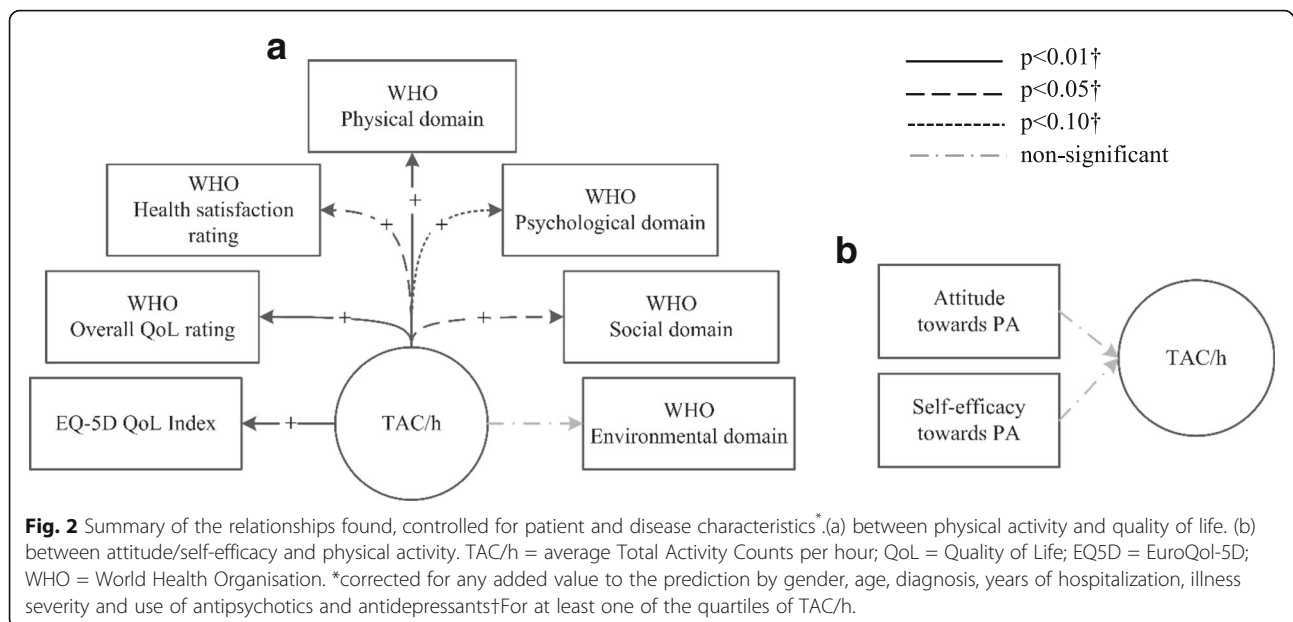 a
WHO
Physical domain
p<0.01†
p<0.05†
p<0.10†
non-significant
WHO
Health satisfaction
rating
WHO
Psychological domain
+
+
+
WHO
Overall QoL rating
+
+
WHO
Social domain
EQ-5D QoL Index
+
TAC/h
WHO
Environmental domain
b
Attitude
towards PA
Self-efficacy
towards PA
TAC/h
Fig. 2 Summary of the relationships found, controlled for patient and disease characteristics*.(a) between physical activity and quality of life. (b)
between attitude/self-efficacy and physical activity. TAC/h = average Total Activity Counts per hour; QoL = Quality of Life; EQ5D = EuroQol-5D;
WHO = World Health Organisation. *corrected for any added value to the prediction by gender, age, diagnosis, years of hospitalization, illness
severity and use of antipsychotics and antidepressants†For at least one of the quartiles of TAC/h.